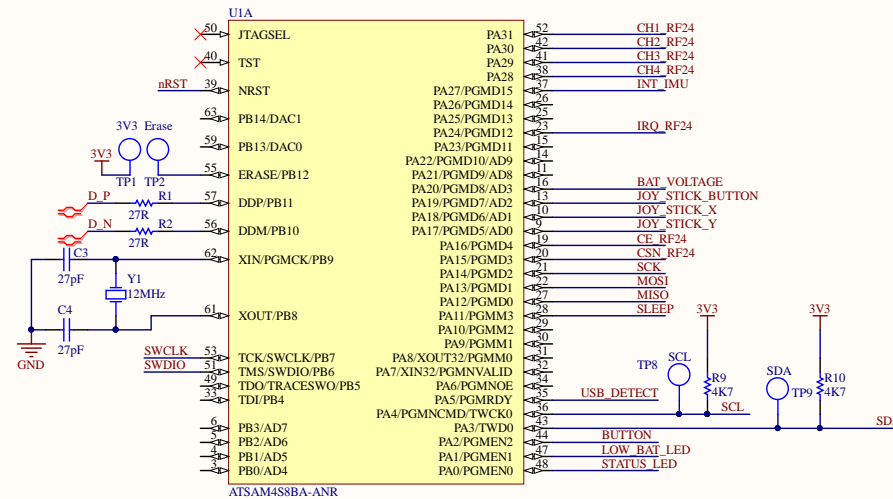 U1A
50 JTAGSEL PA31 52 CH1_RF24
PA30 42 CH2_RF24
40 TST PA29 41 CH3_RF24
PA28 38 CH4_RF24
nRST 39 NRST PA27/PGMD15 37 INT_IMU
PA26/PGMD14 26
63 PB14/DAC1 PA25/PGMD13 25
3V3 Erase PA24/PGMD12 23 IRQ_RF24
59 PB13/DAC0 PA23/PGMD11 15
3V3 PA22/PGMD10/AD9 14
55 ERASE/PB12 PA21/PGMD9/AD8 11
TP1 TP2 PA20/PGMD8/AD3 16 BAT_VOLTAGE
D_P R1 57 DDP/PB11 PA19/PGMD7/AD2 13 JOY_STICK_BUTTON
27R PA18/PGMD6/AD1 10 JOY_STICK_X
D_N R2 56 DDM/PB10 PA17/PGMD5/AD0 9 JOY_STICK_Y
27R PA16/PGMD4 19 CE_RF24
C3 62 XIN/PGMCK/PB9 PA15/PGMD3 20 CSN_RF24
27pF Y1 PA14/PGMD2 21 SCK
12MHz PA13/PGMD1 22 MOSI
PA12/PGMD0 27 MISO
C4 61 XOUT/PB8 PA11/PGMM3 28 SLEEP 3V3 3V3
PA10/PGMM2 29
27pF PA9/PGMM1 30
GND SWCLK 53 TCK/SWCLK/PB7 PA8/XOUT32/PGMM0 31 TP8 SCL
SWDIO 51 TMS/SWDIO/PB6 PA7/XIN32/PGMNVALID 32 SDA R9 R10
49 TDO/TRACESWO/PB5 PA6/PGMNOE 34 4K7 TP9 4K7
33 TDI/PB4 PA5/PGMRDY 35 USB_DETECT
PA4/PGMNCMD/TWCK0 36 SCL
6 PB3/AD7 PA3/TWD0 43 SDA
5 PB2/AD6 PA2/PGMEN2 44 BUTTON
4 PB1/AD5 PA1/PGMEN1 47 LOW_BAT_LED
3 PB0/AD4 PA0/PGMEN0 48 STATUS_LED
ATSAM4S8BA-ANR